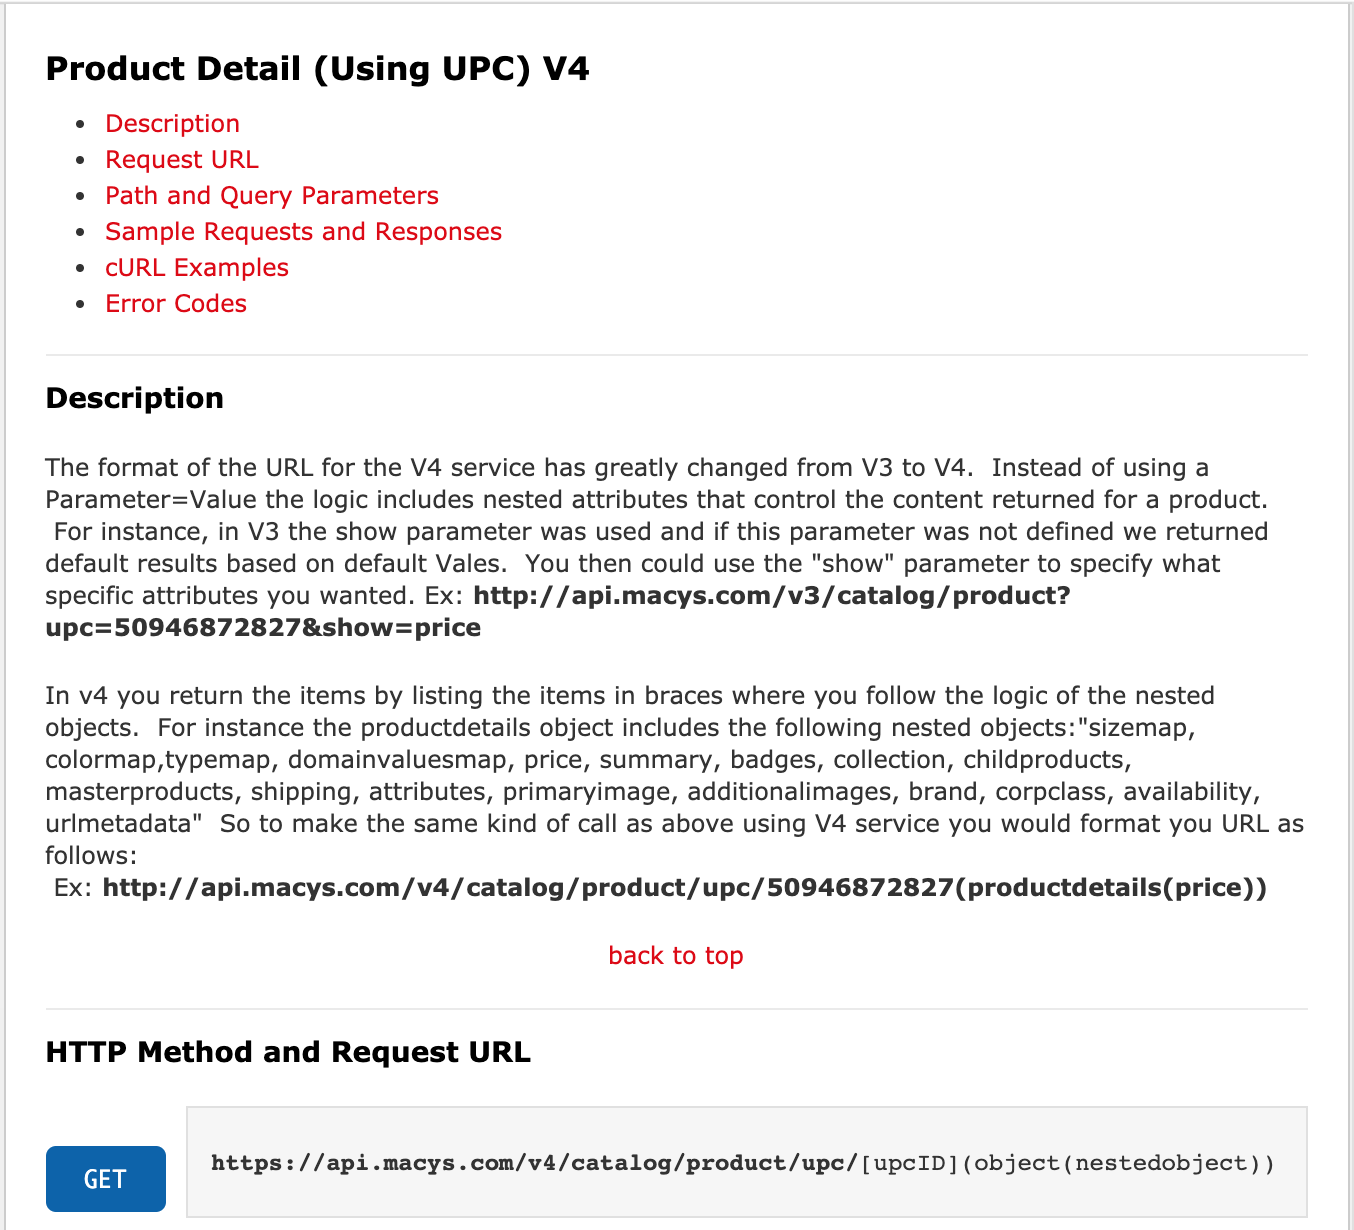 Product Detail (Using UPC) V4
Description
Request URL
Path and Query Parameters
Sample Requests and Responses
cURL Examples
Error Codes
Description
The format of the URL for the V4 service has greatly changed from V3 to V4.  Instead of using a
Parameter=Value the logic includes nested attributes that control the content returned for a product.
For instance, in V3 the show parameter was used and if this parameter was not defined we returned
default results based on default Vales.  You then could use the "show" parameter to specify what
specific attributes you wanted. Ex: http://api.macys.com/v3/catalog/product?
upc=50946872827&show=price
In v4 you return the items by listing the items in braces where you follow the logic of the nested
objects.  For instance the productdetails object includes the following nested objects:"sizemap,
colormap,typemap, domainvaluesmap, price, summary, badges, collection, childproducts,
masterproducts, shipping, attributes, primaryimage, additionalimages, brand, corpclass, availability,
urlmetadata"  So to make the same kind of call as above using V4 service you would format you URL as
follows:
Ex: http://api.macys.com/v4/catalog/product/upc/50946872827(productdetails(price))
back to top
HTTP Method and Request URL
GET
https://api.macys.com/v4/catalog/product/upc/[upcID](object(nestedobject))